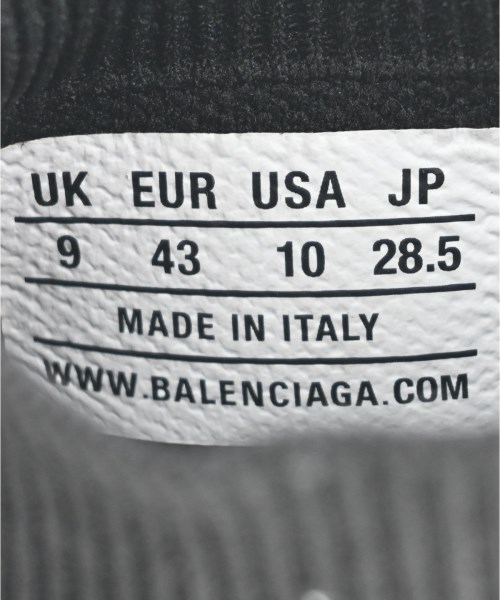 UK EUR USA JP
9 43 10 28.5
MADE IN ITALY
WWW.BALENCIAGA.COM